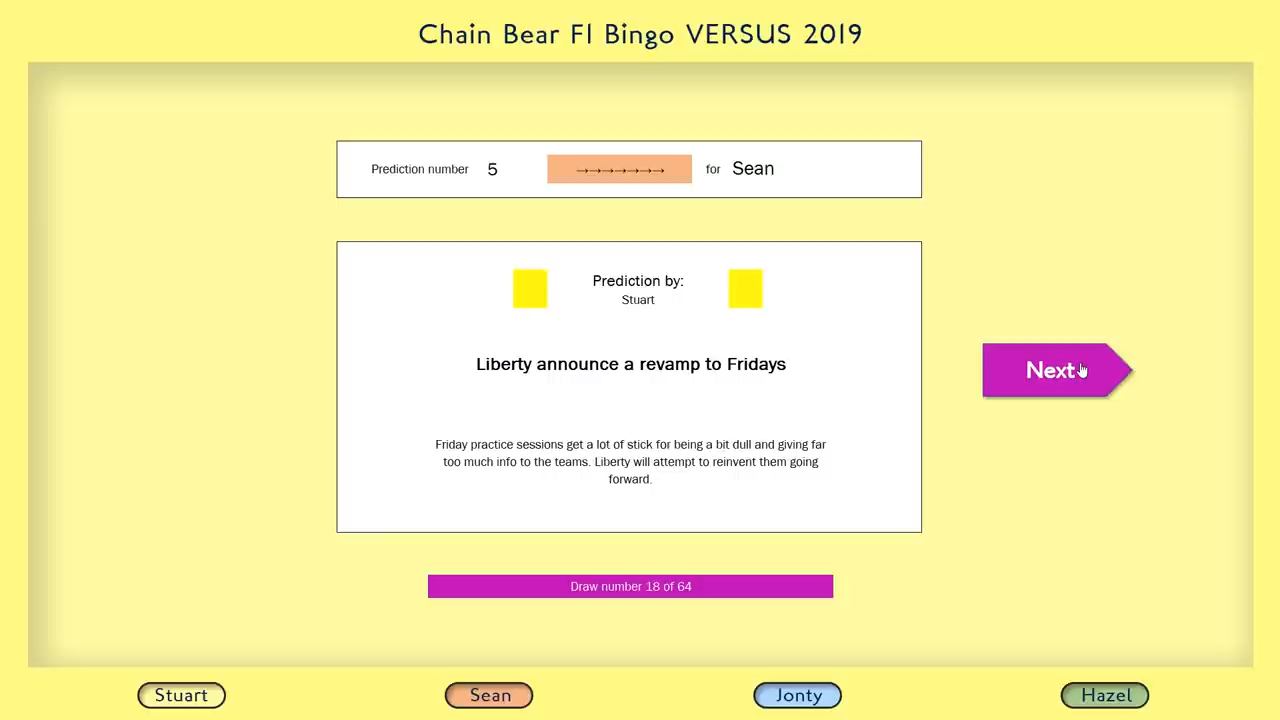 Chain Bear F1 Bingo VERSUS 2019
Prediction number 5 →→→→→→→ for Sean
Prediction by:
Stuart
Liberty announce a revamp to Fridays
Next
Friday practice sessions get a lot of stick for being a bit dull and giving far
too much info to the teams. Liberty will attempt to reinvent them going
forward.
Draw number 18 of 64
Stuart Sean Jonty Hazel